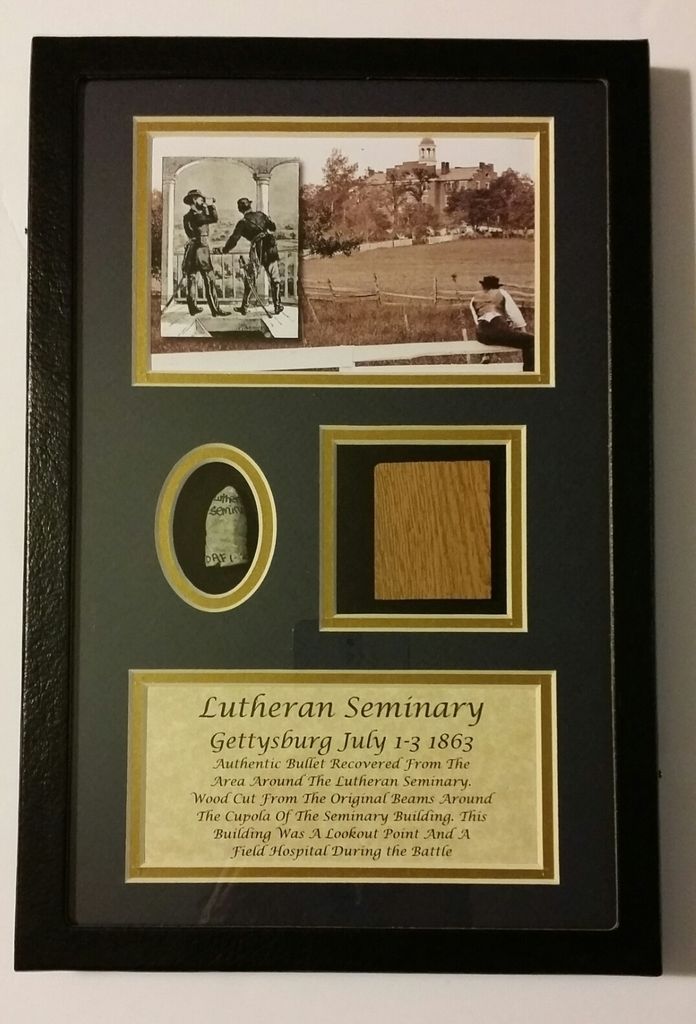 Seminary
Lutheran Seminary
Gettysburg July 1-3 1863
Authentic Bullet Recovered From The
Area Around The Lutheran Seminary.
Wood Cut From The Original Beams Around
The Cupola Of The Seminary Building. This
Building Was A Lookout Point And A
Field Hospital During the Battle